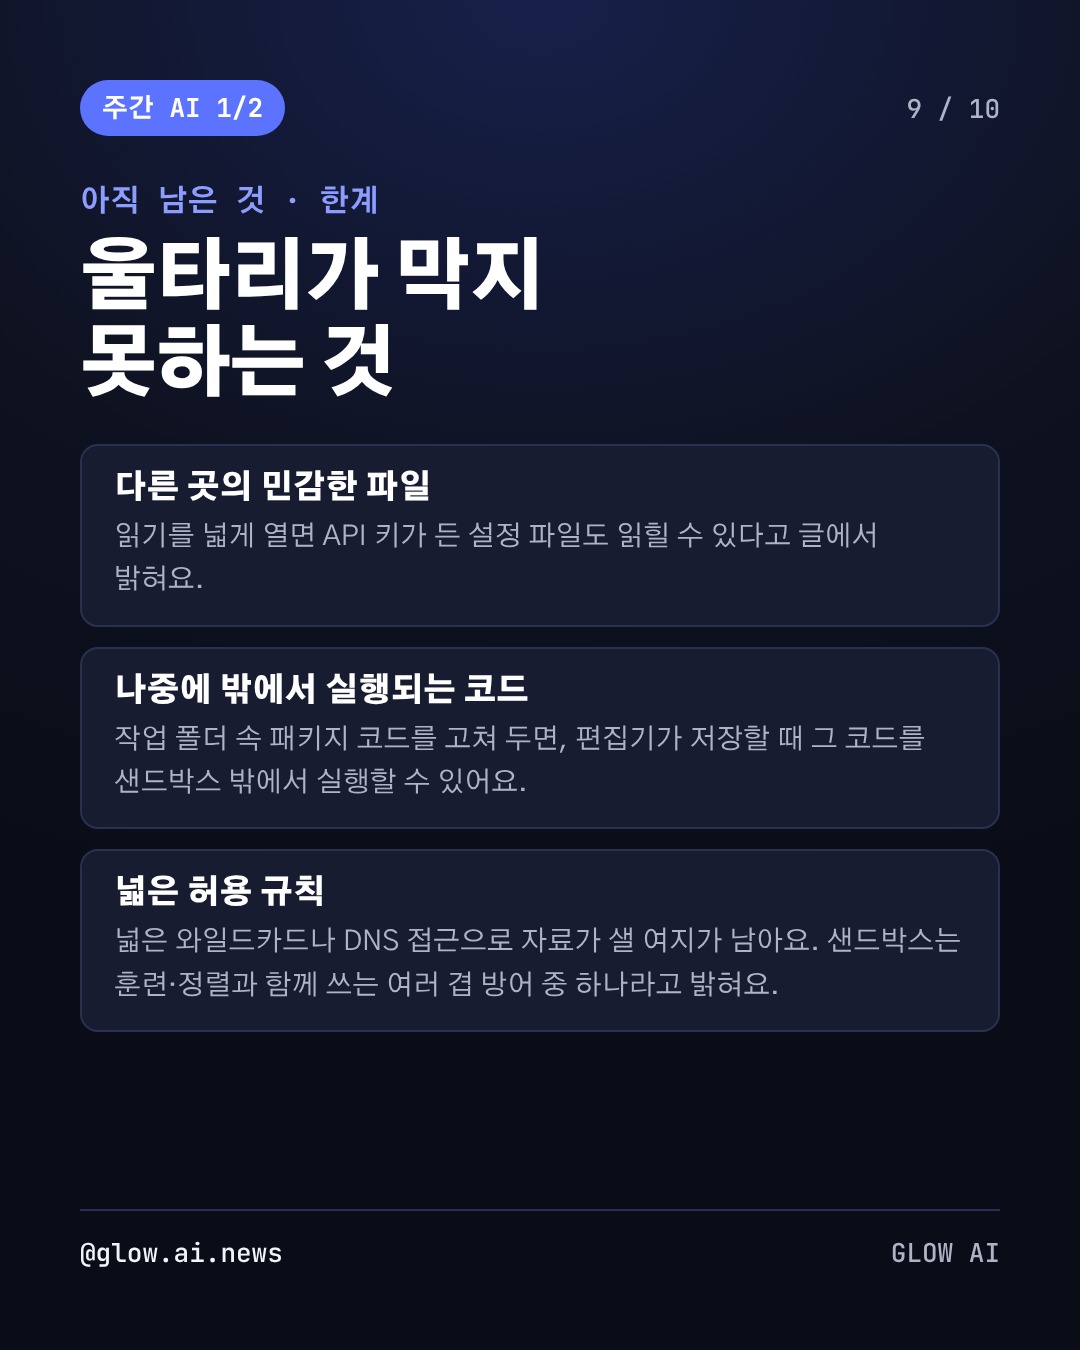 주간 AI 1/2
9 / 10
아직 남은 것 · 한계
울타리가 막지
못하는 것
다른 곳의 민감한 파일
읽기를 넓게 열면 API 키가 든 설정 파일도 읽힐 수 있다고 글에서
밝혀요.
나중에 밖에서 실행되는 코드
작업 폴더 속 패키지 코드를 고쳐 두면, 편집기가 저장할 때 그 코드를
샌드박스 밖에서 실행할 수 있어요.
넓은 허용 규칙
넓은 와일드카드나 DNS 접근으로 자료가 샐 여지가 남아요. 샌드박스는
훈련·정렬과 함께 쓰는 여러 겹 방어 중 하나라고 밝혀요.
@glow.ai.news
GLOW AI